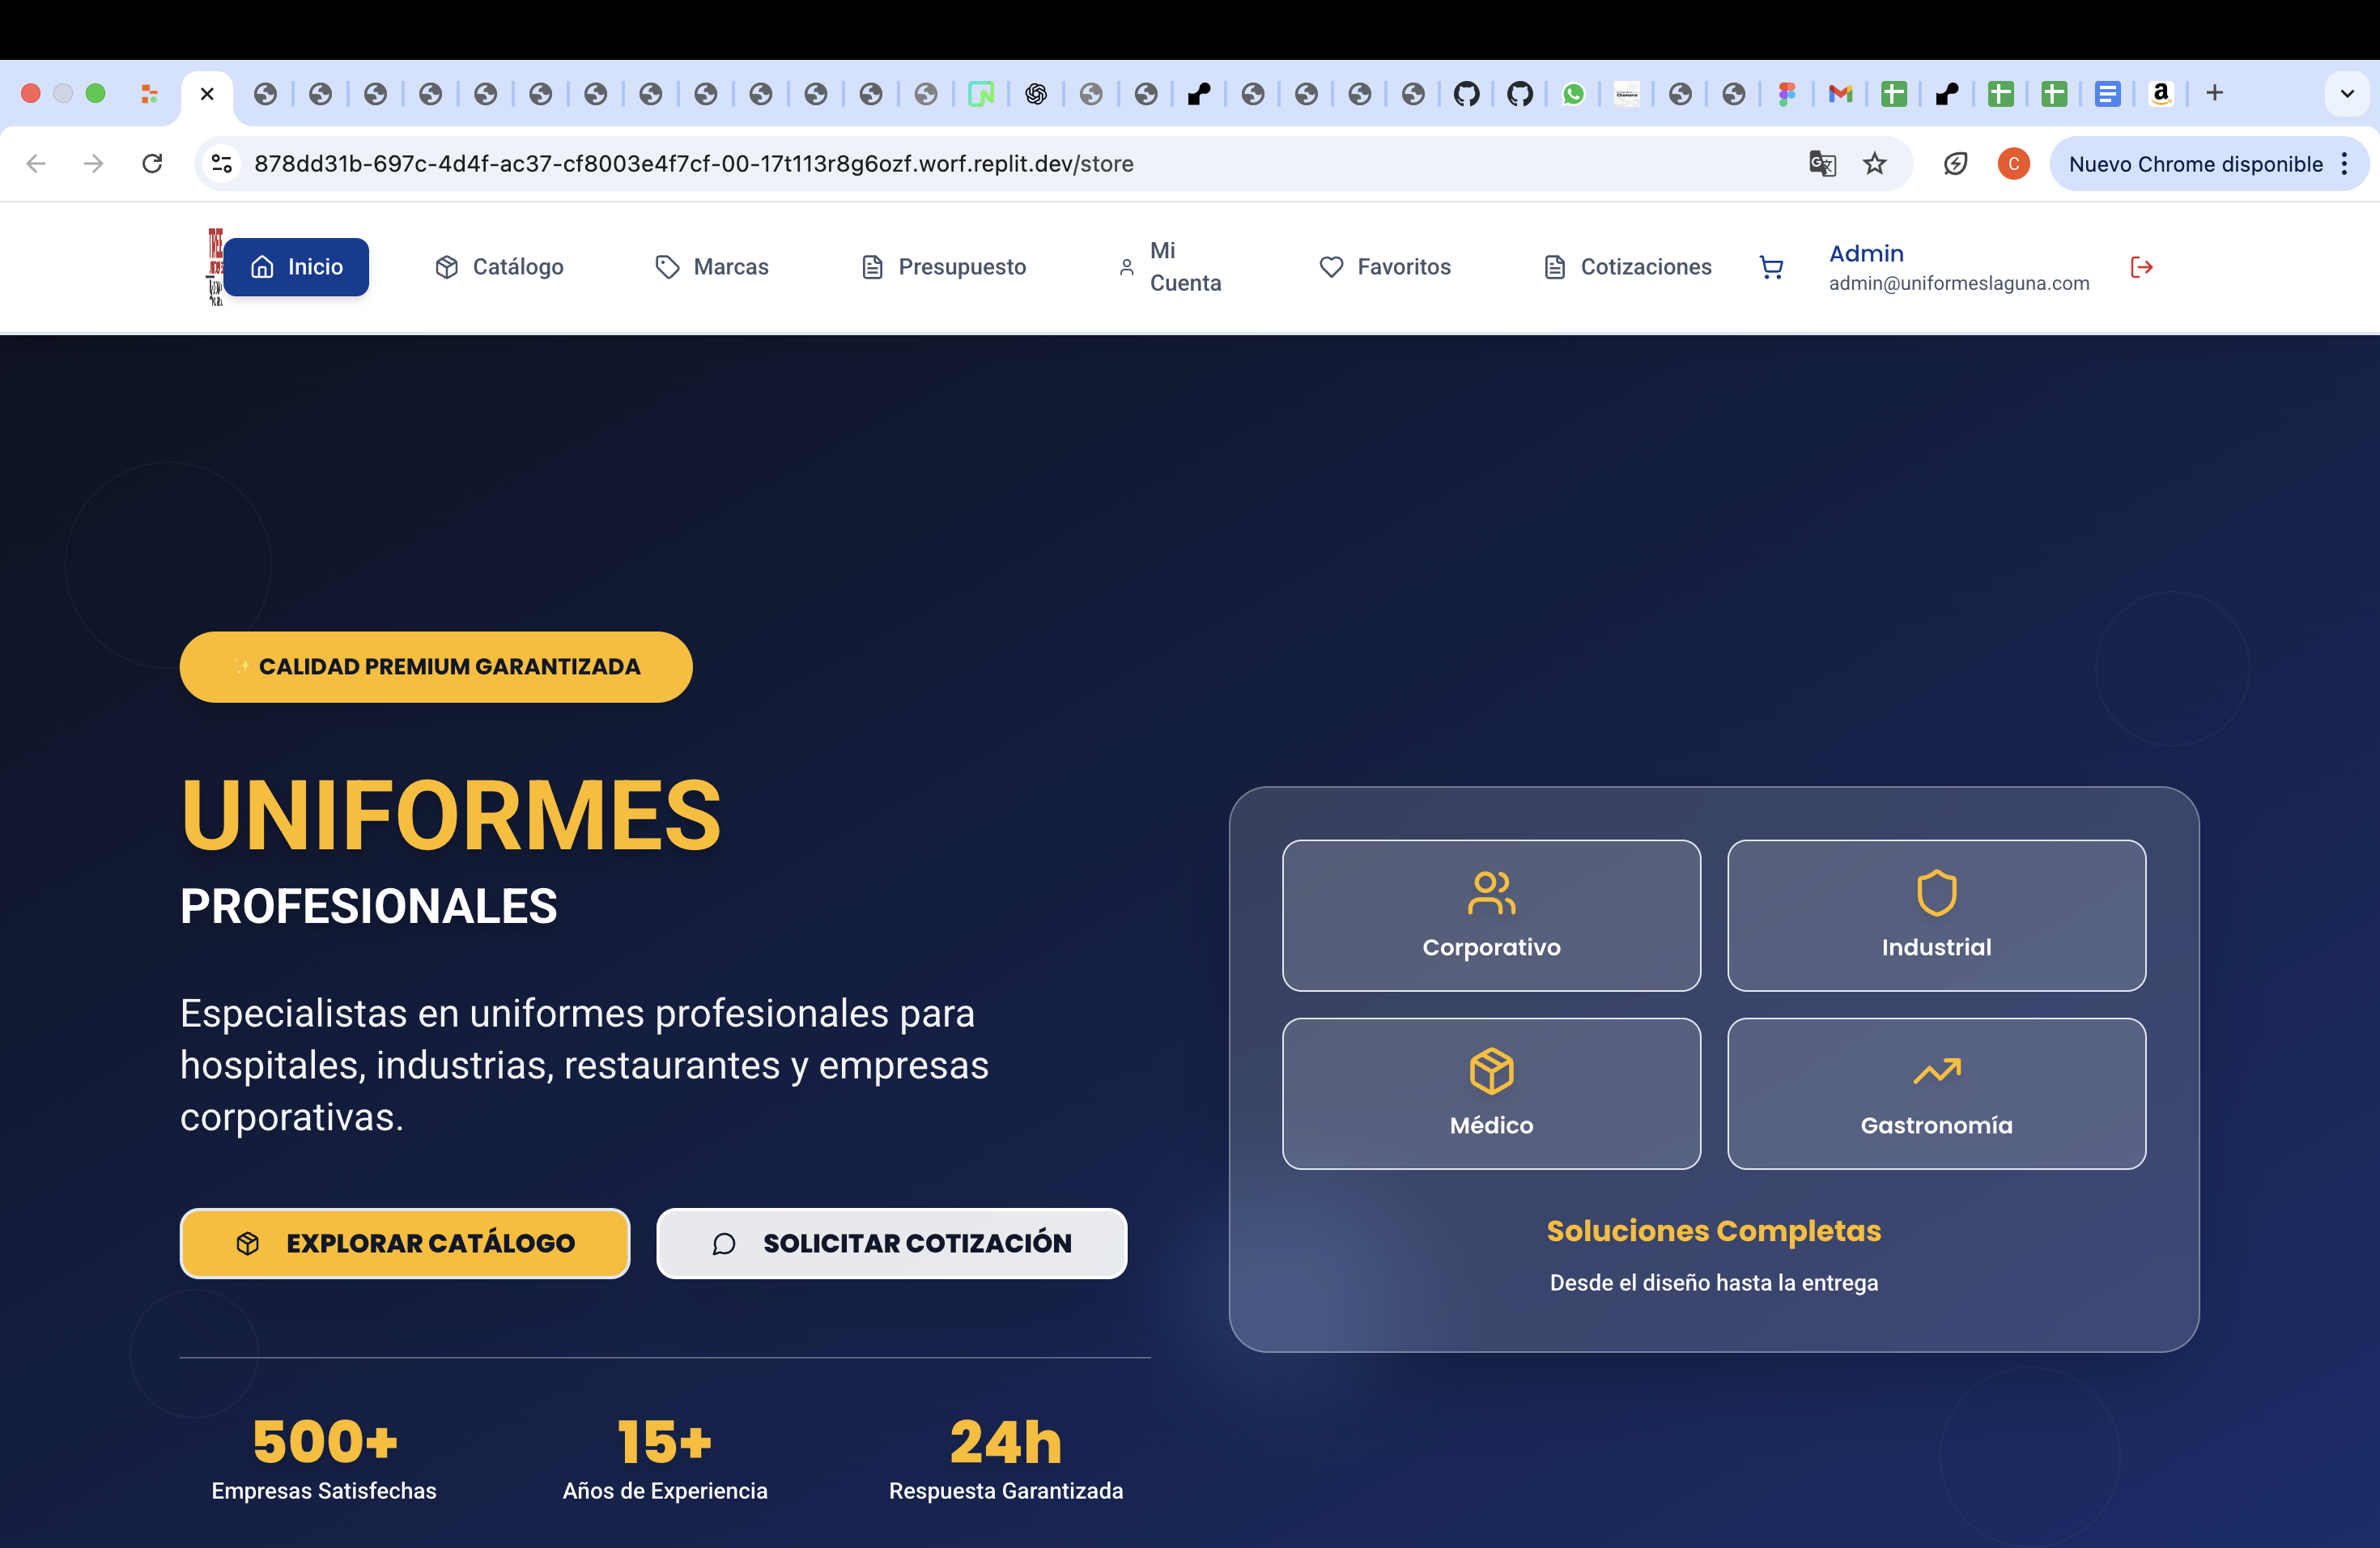 878dd31b-697c-4d4f-ac37-cf8003e4f7cf-00-17t113r8g6ozf.worf.replit.dev/store
C
Nuevo Chrome disponible
Inicio
Catálogo
Marcas
Presupuesto
Mi
Cuenta
Favoritos
Cotizaciones
Admin
admin@uniformeslaguna.com
✨ CALIDAD PREMIUM GARANTIZADA
UNIFORMES
PROFESIONALES
Especialistas en uniformes profesionales para
hospitales, industrias, restaurantes y empresas
corporativas.
EXPLORAR CATÁLOGO
SOLICITAR COTIZACIÓN
500+
Empresas Satisfechas
15+
Años de Experiencia
24h
Respuesta Garantizada
Corporativo
Industrial
Médico
Gastronomía
Soluciones Completas
Desde el diseño hasta la entrega